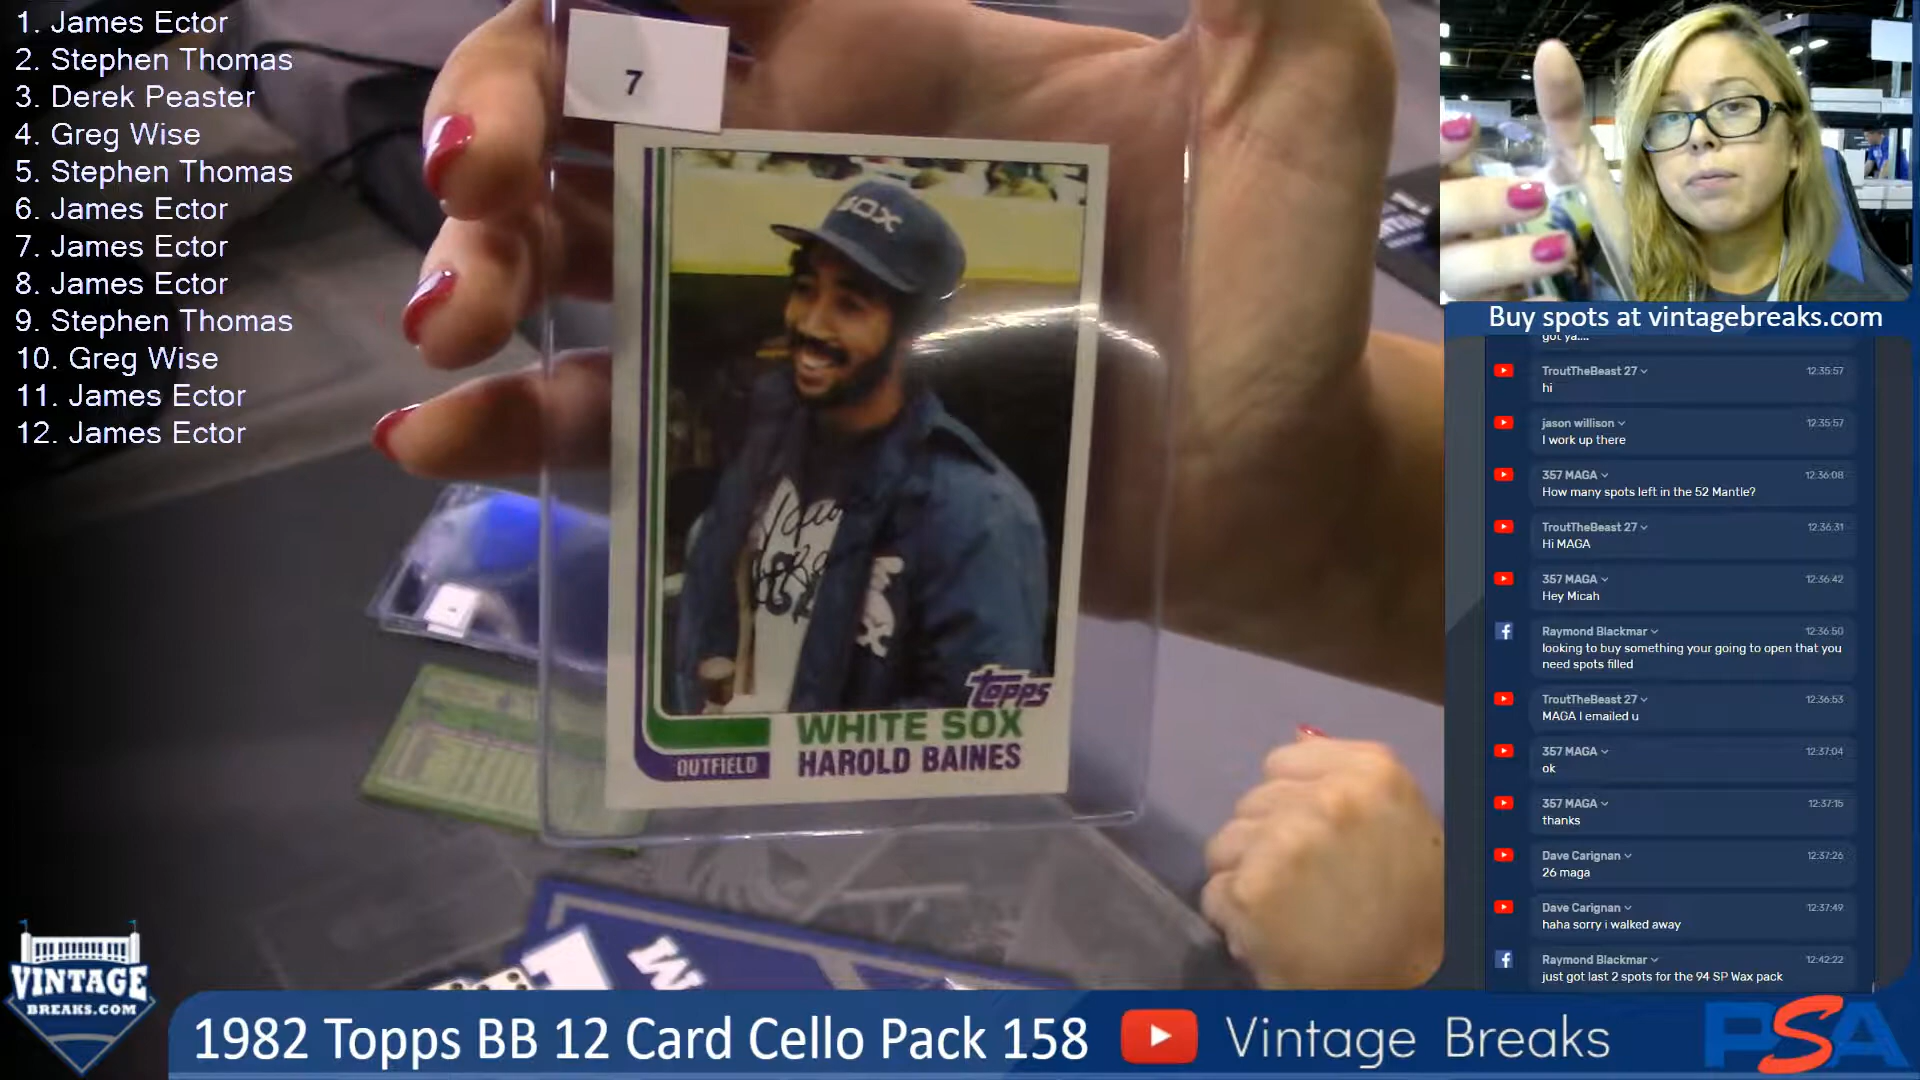 1. James Ector
2. Stephen Thomas
3. Derek Peaster
4. Greg Wise
5. Stephen Thomas
6. James Ector
7. James Ector
8. James Ector
9. Stephen Thomas
10. Greg Wise
11. James Ector
12. James Ector
7
SOX
Topps
WHITE SOX
OUTFIELD
HAROLD BAINES
Buy spots at vintagebreaks.com
got ya....
TroutTheBeast 27 12:35:57
hi
jason willison 12:35:57
I work up there
357 MAGA 12:36:08
How many spots left in the 52 Mantle?
TroutTheBeast 27 12:36:31
Hi MAGA
357 MAGA 12:36:42
Hey Micah
Raymond Blackmar 12:36:50
looking to buy something your going to open that you
need spots filled
TroutTheBeast 27 12:36:53
MAGA I emailed u
357 MAGA 12:37:04
ok
357 MAGA 12:37:15
thanks
Dave Carignan 12:37:26
26 maga
Dave Carignan 12:37:49
haha sorry i walked away
Raymond Blackmar 12:42:22
just got last 2 spots for the 94 SP Wax pack
VINTAGE
BREAKS.COM
1982 Topps BB 12 Card Cello Pack 158
Vintage Breaks
PSA